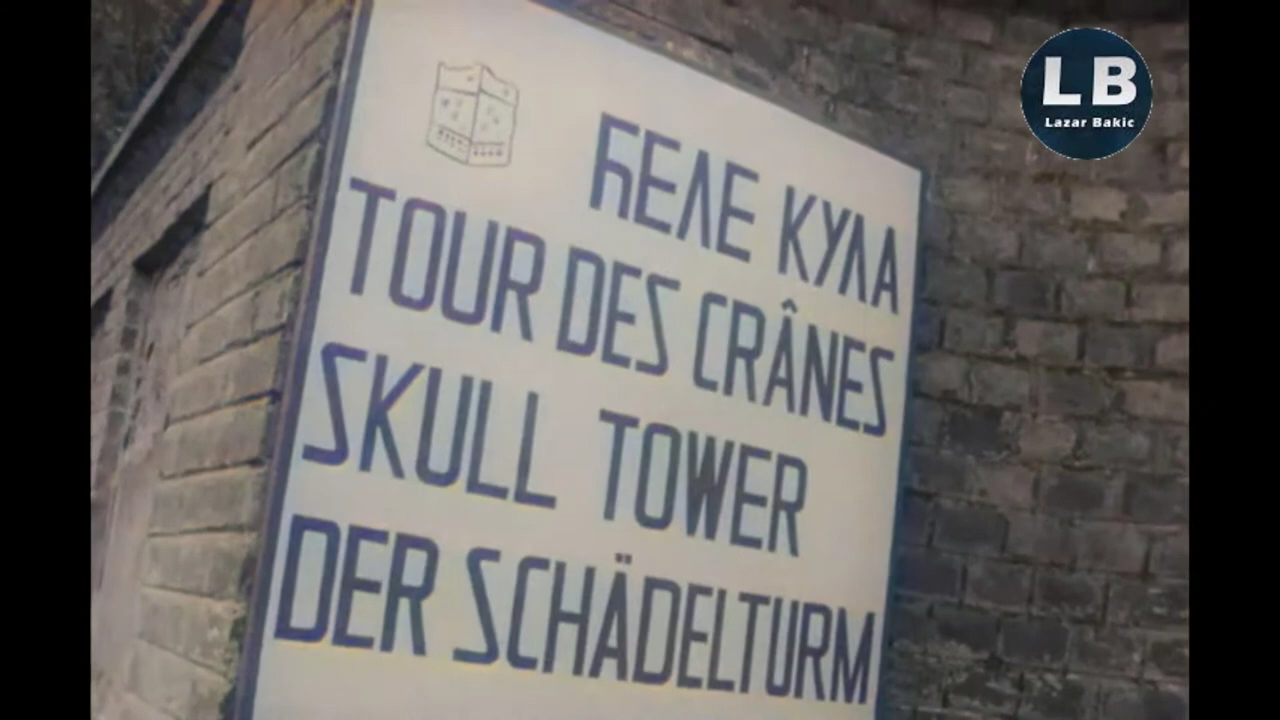 LB
Lazar Bakic
ЋЕЛЕ КУЛА
TOUR DES CRÂNES
SKULL TOWER
DER SCHÄDELTURM